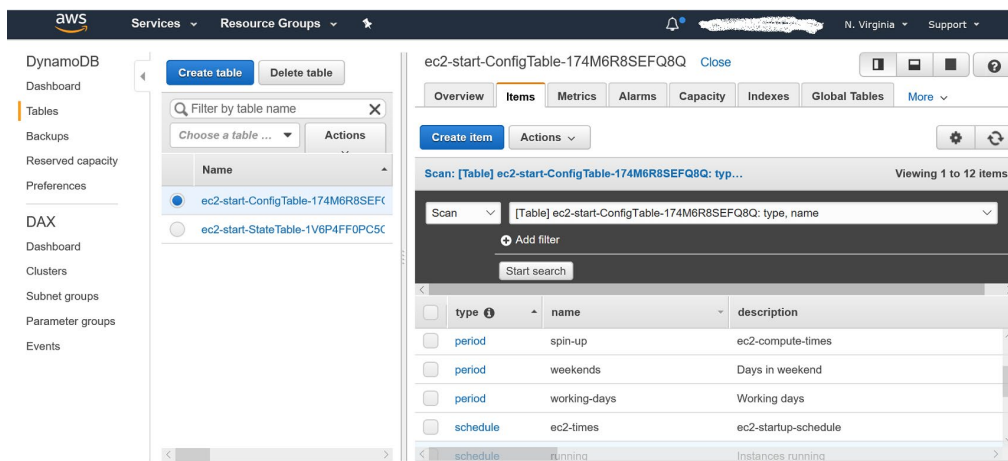 aws
Services
Resource Groups
N. Virginia
Support
DynamoDB
Dashboard
Tables
Backups
Reserved capacity
Preferences
DAX
Dashboard
Clusters
Subnet groups
Parameter groups
Events
Create table
Delete table
Filter by table name
Choose a table ...
Actions
Name
ec2-start-ConfigTable-174M6R8SEF
ec2-start-StateTable-1V6P4FF0PC5
ec2-start-ConfigTable-174M6R8SEFQ8Q Close
Overview Items Metrics Alarms Capacity Indexes Global Tables More
Create item
Actions
Scan: [Table] ec2-start-ConfigTable-174M6R8SEFQ8Q: typ...
Viewing 1 to 12 items
Scan
[Table] ec2-start-ConfigTable-174M6R8SEFQ8Q: type, name
Add filter
Start search
type name description
period spin-up ec2-compute-times
period weekends Days in weekend
period working-days Working days
schedule ec2-times ec2-startup-schedule
schedule running Instances running